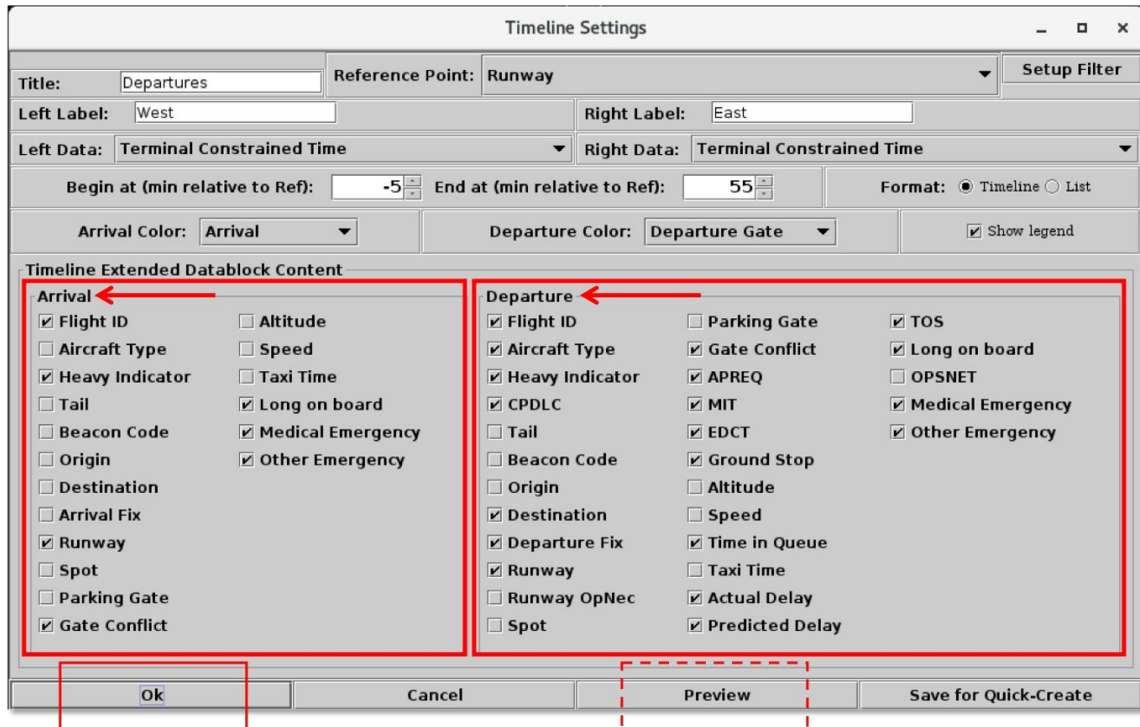 Timeline Settings
Title: Departures Reference Point: Runway Setup Filter
Left Label: West Right Label: East
Left Data: Terminal Constrained Time Right Data: Terminal Constrained Time
Begin at (min relative to Ref): -5 End at (min relative to Ref): 55 Format: Timeline List
Arrival Color: Arrival Departure Color: Departure Gate Show legend
Timeline Extended Datablock Content
Arrival
Flight ID Altitude
Aircraft Type Speed
Heavy Indicator Taxi Time
Tail Long on board
Beacon Code Medical Emergency
Origin Other Emergency
Destination
Arrival Fix
Runway
Spot
Parking Gate
Gate Conflict
Departure
Flight ID Parking Gate TOS
Aircraft Type Gate Conflict Long on board
Heavy Indicator APREQ OPSNET
CPDLC MIT Medical Emergency
Tail EDCT Other Emergency
Beacon Code Ground Stop
Origin Altitude
Destination Speed
Departure Fix Time in Queue
Runway Taxi Time
Runway OpNec Actual Delay
Spot Predicted Delay
Ok Cancel Preview Save for Quick-Create